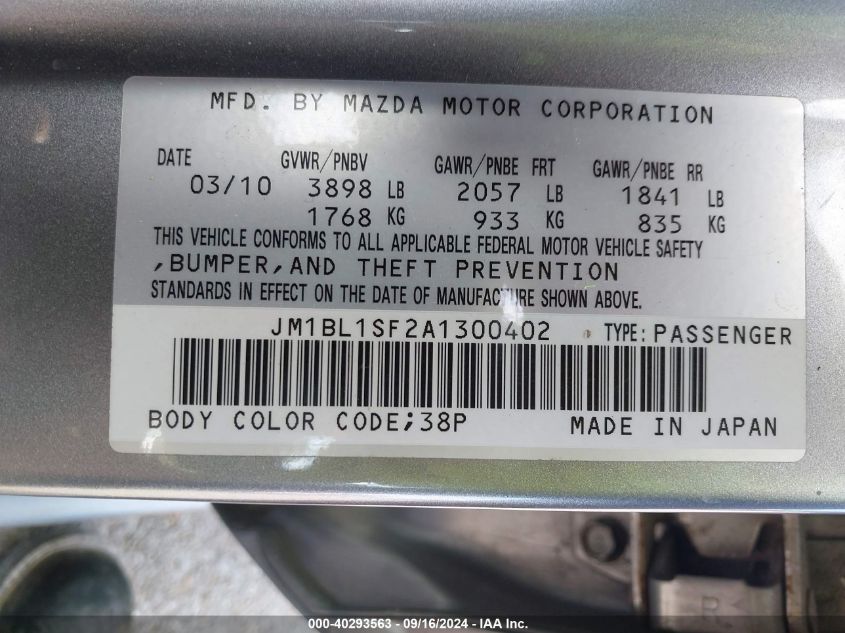 MFD. BY MAZDA MOTOR CORPORATION
DATE GVWR/PNBV GAWR/PNBE FRT GAWR/PNBE RR
03/10 3898 LB 2057 LB 1841 LB
1768 KG 933 KG 835 KG
THIS VEHICLE CONFORMS TO ALL APPLICABLE FEDERAL MOTOR VEHICLE SAFETY
,BUMPER,AND THEFT PREVENTION
STANDARDS IN EFFECT ON THE DATE OF MANUFACTURE SHOWN ABOVE.
JM1BL1SF2A1300402 TYPE: PASSENGER
BODY COLOR CODE;38P MADE IN JAPAN
R
000-40293563 - 09/16/2024 - IAA Inc.